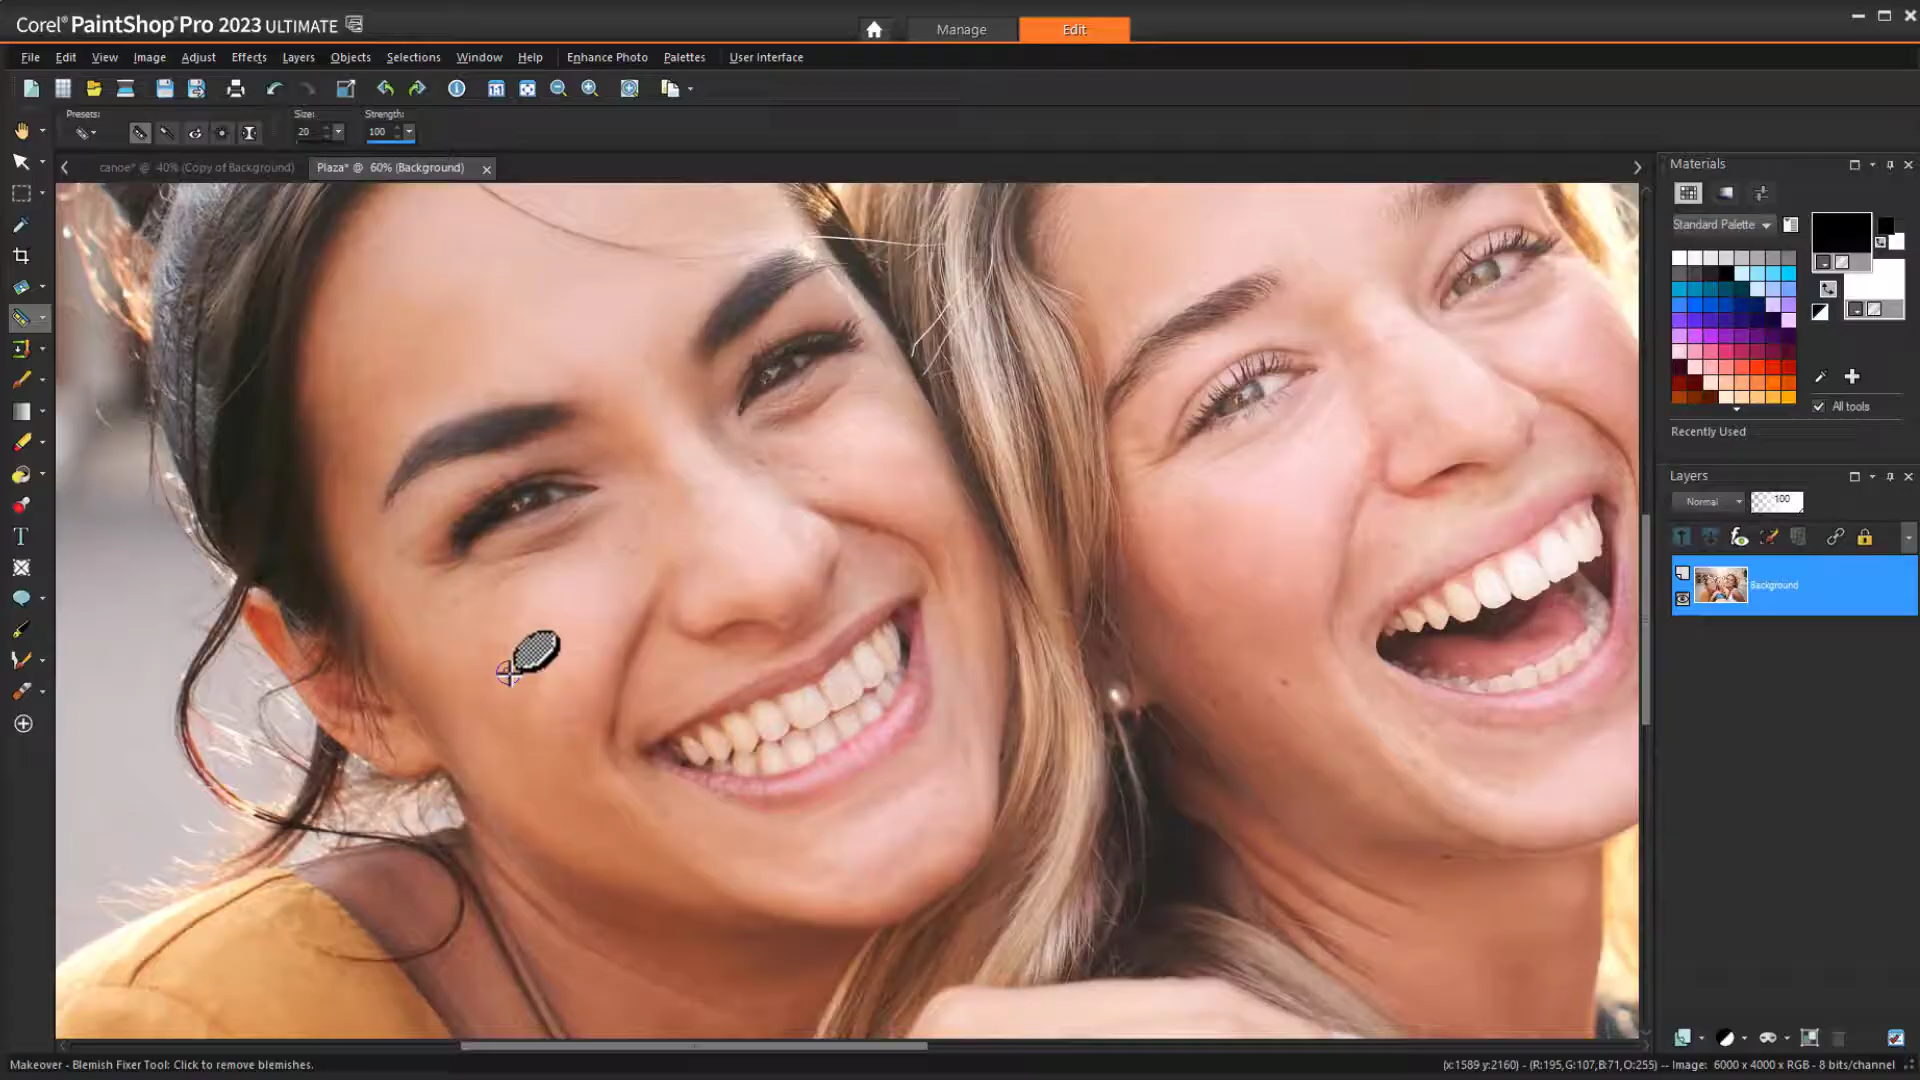 Corel® PaintShop®Pro 2023 ULTIMATE
Manage
Edit
File Edit View Image Adjust Effects Layers Objects Selections Window Help Enhance Photo Palettes User Interface
Presets:
Size:
20
Strength:
100
canoe* @ 40% (Copy of Background)
Plaza* @ 60% (Background)
Materials
Standard Palette
All tools
Recently Used
Layers
Normal
100
Background
T
Makeover - Blemish Fixer Tool: Click to remove blemishes.
(x:1589 y:2160) - (R:195,G:107,B:71,O:255) -- Image: 6000 x 4000 x RGB - 8 bits/channel